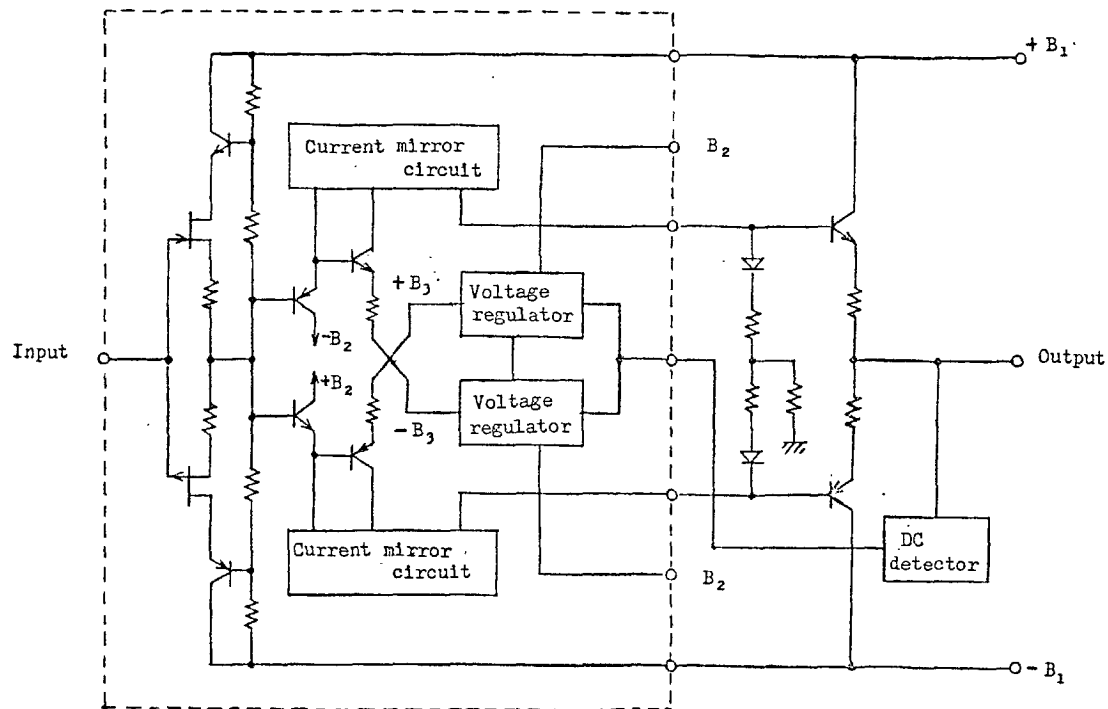 + B₁
Current mirror
circuit
B₂
+ B₃
Voltage
regulator
−B₂
Input
Output
+B₂
Voltage
regulator
− B₃
Current mirror
circuit
DC
detector
B₂
− B₁